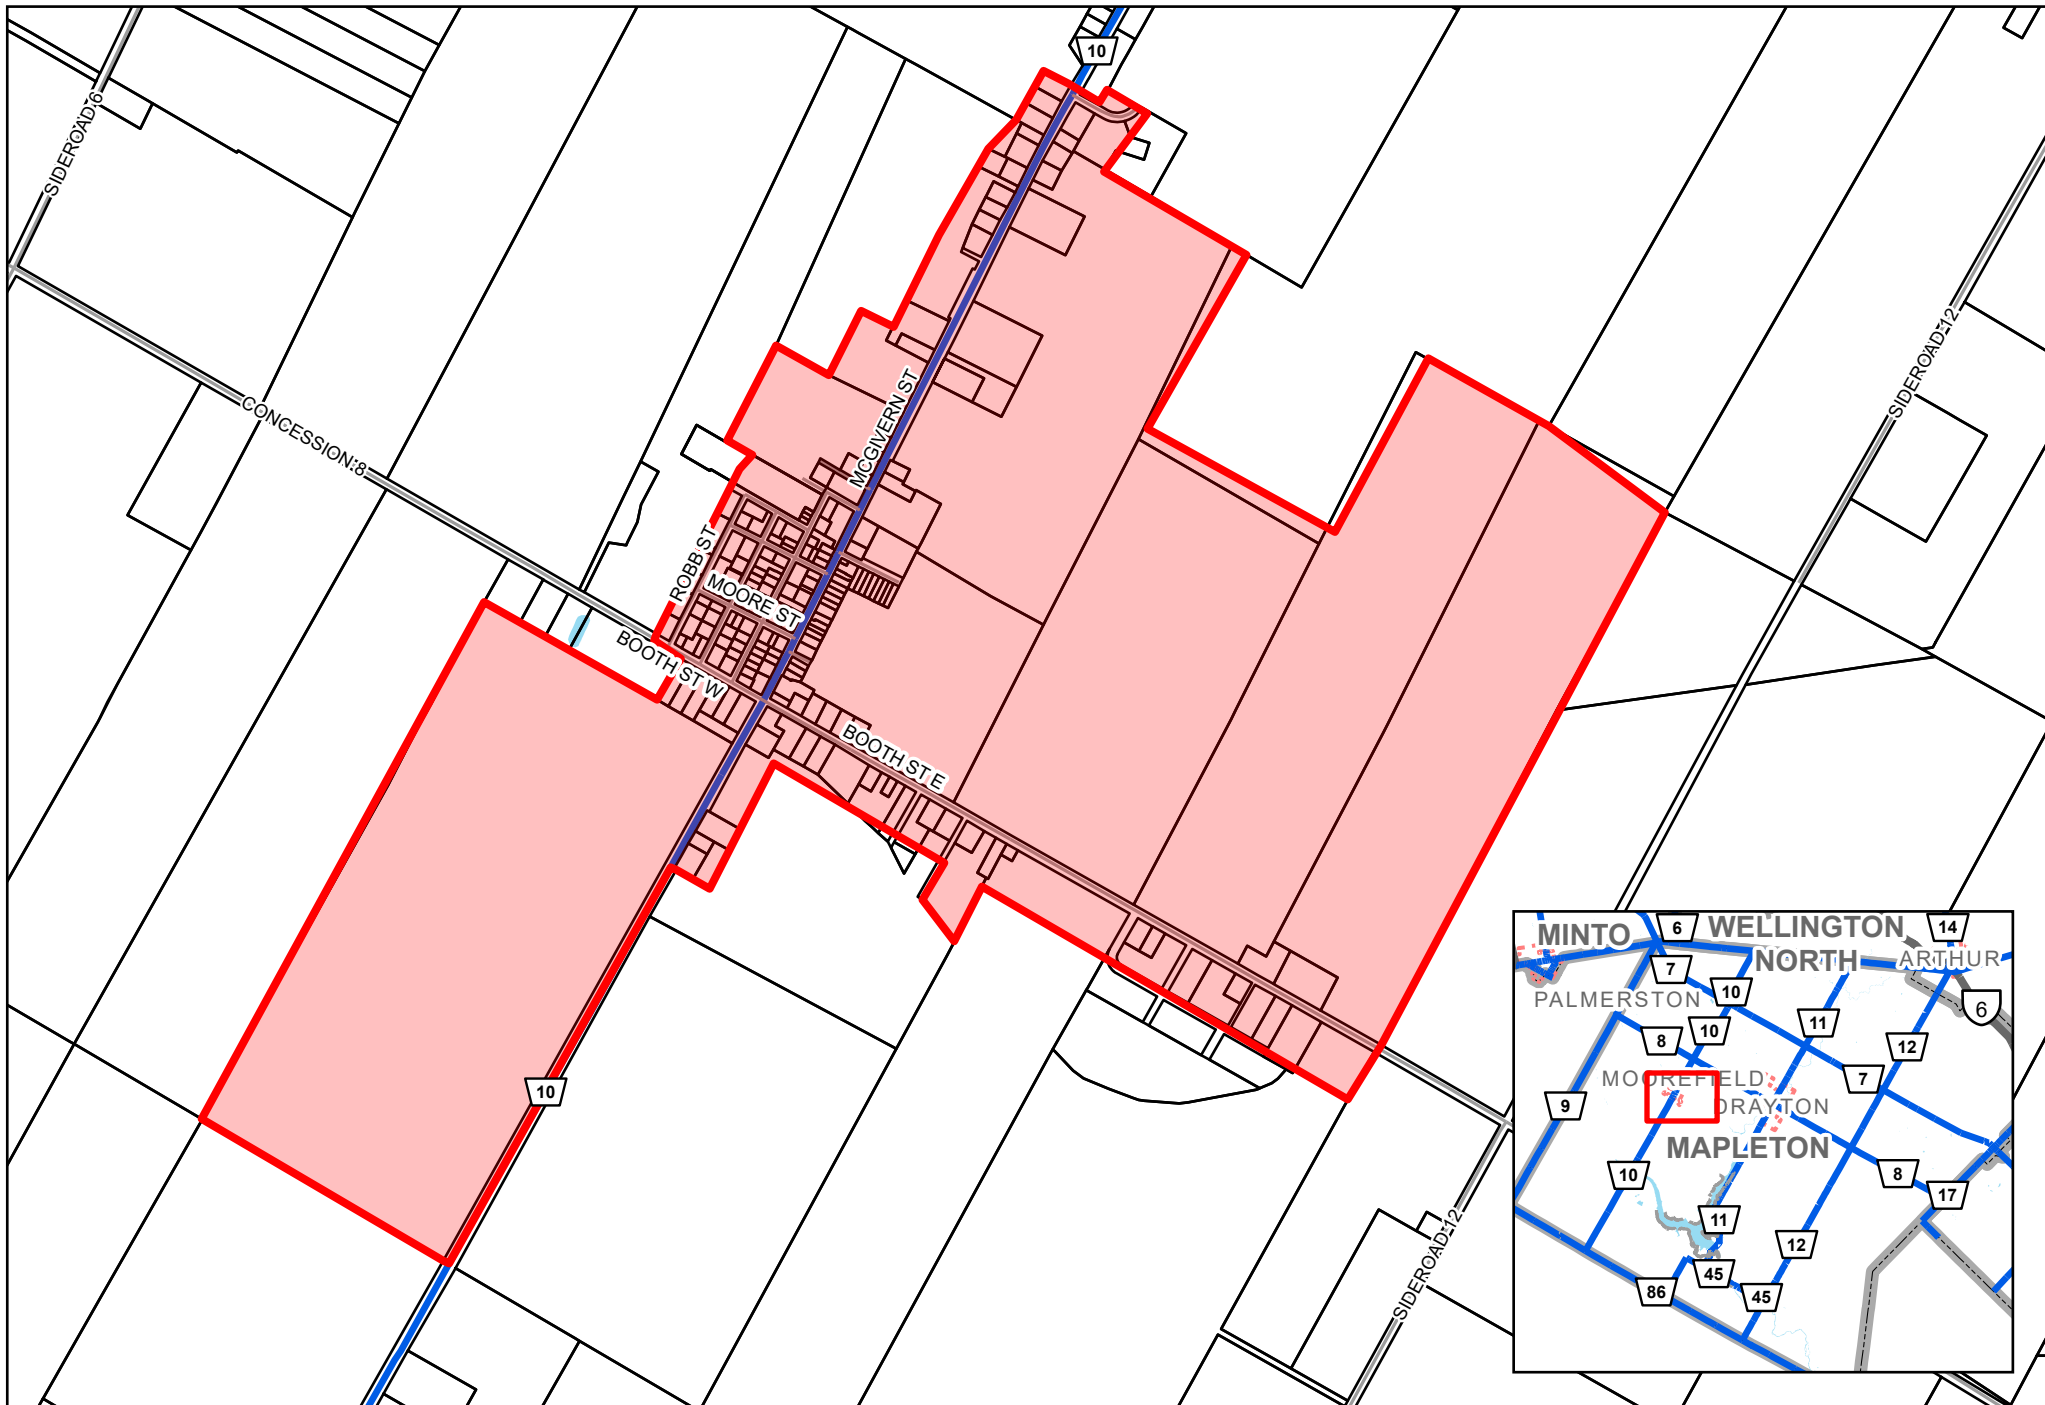 10
SIDEROAD 6
SIDEROAD 12
CONCESSION 8
MCGIVERN ST
ROBB ST
MOORE ST
BOOTH ST W
BOOTH ST E
10
SIDEROAD 12
MINTO
6
WELLINGTON
NORTH
14
ARTHUR
7
10
PALMERSTON
6
10
11
8
12
MOOREFIELD
7
9
DRAYTON
MAPLETON
10
8
17
11
12
45
86
45